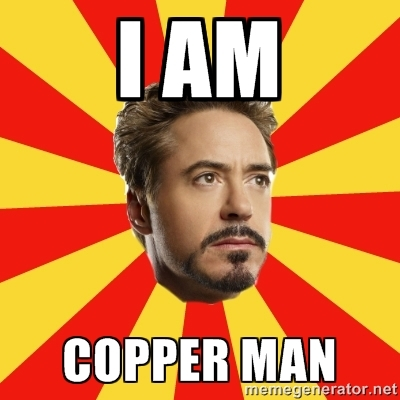 I AM
COPPER MAN
memegenerator.net